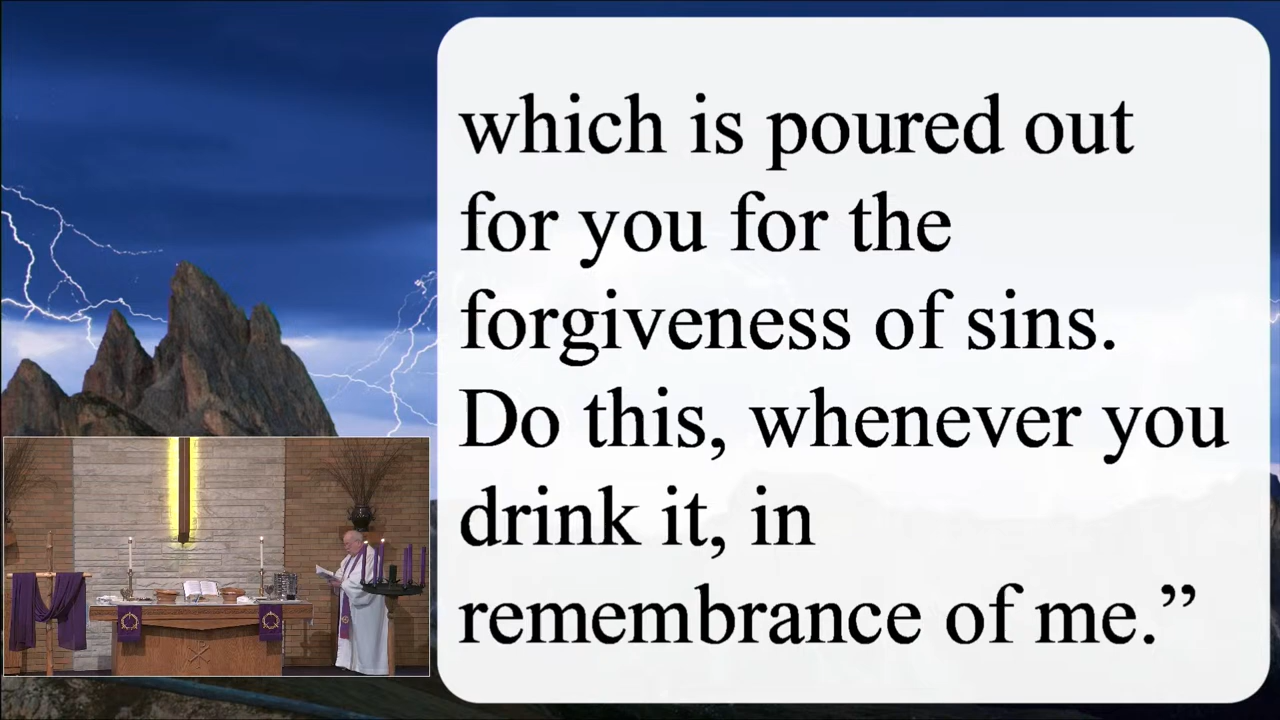 which is poured out
for you for the
forgiveness of sins.
Do this, whenever you
drink it, in
remembrance of me.”